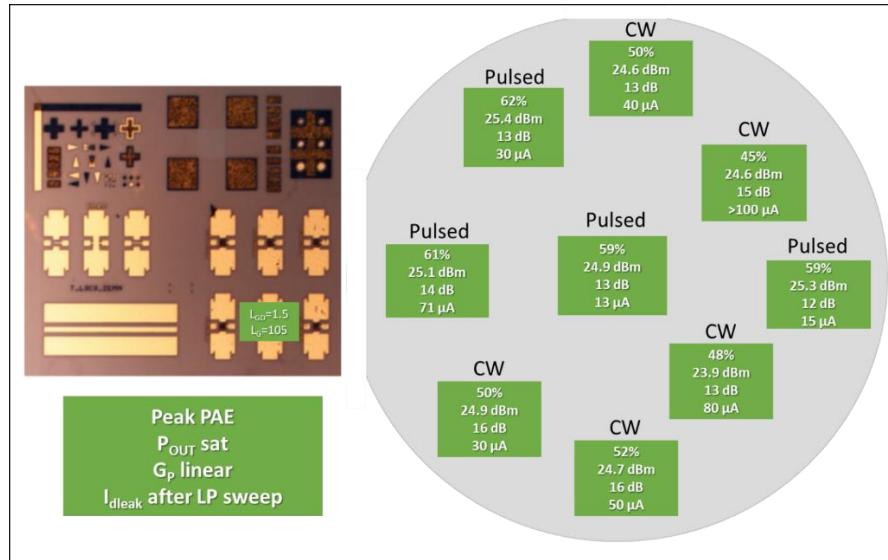 CW
50%
24.6 dBm
13 dB
40 µA
Pulsed
62%
25.4 dBm
13 dB
30 µA
CW
45%
24.6 dBm
15 dB
>100 µA
Pulsed
61%
25.1 dBm
14 dB
71 µA
Pulsed
59%
24.9 dBm
13 dB
13 µA
Pulsed
59%
25.3 dBm
12 dB
15 µA
LGD=1.5
LG=105
CW
48%
23.9 dBm
13 dB
80 µA
CW
50%
24.9 dBm
16 dB
30 µA
CW
52%
24.7 dBm
16 dB
50 µA
Peak PAE
POUT sat
GP linear
Idleak after LP sweep